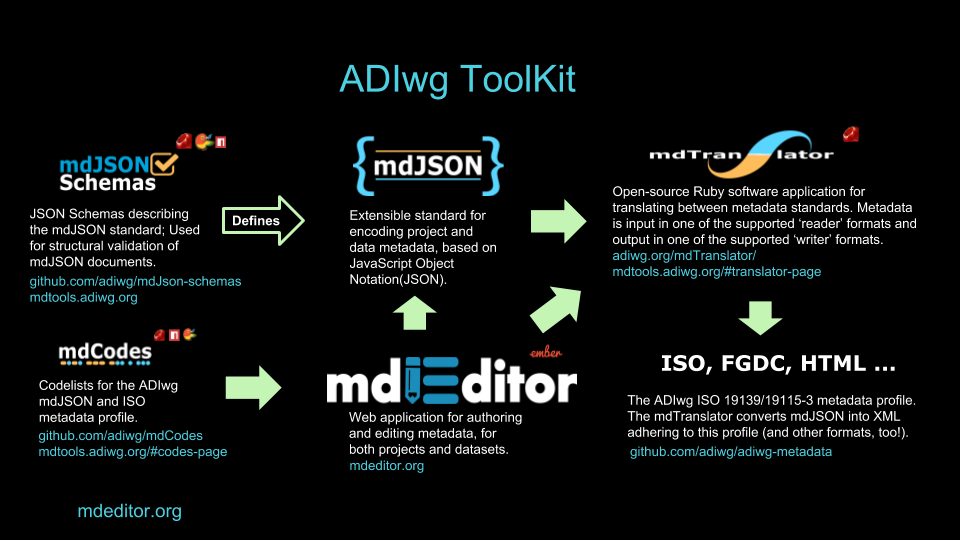 ADIwg ToolKit
mdJSON
Schemas
JSON Schemas describing
the mdJSON standard; Used
for structural validation of
mdJSON documents.
github.com/adiwg/mdJson-schemas
mdtools.adiwg.org
Defines
{mdJSON}
Extensible standard for
encoding project and
data metadata, based on
JavaScript Object
Notation(JSON).
mdTranslator
Open-source Ruby software application for
translating between metadata standards. Metadata
is input in one of the supported ‘reader’ formats and
output in one of the supported ‘writer’ formats.
adiwg.org/mdTranslator/
mdtools.adiwg.org/#translator-page
mdCodes
Codelists for the ADIwg
mdJSON and ISO
metadata profile.
github.com/adiwg/mdCodes
mdtools.adiwg.org/#codes-page
ember
mdEditor
Web application for authoring
and editing metadata, for
both projects and datasets.
mdeditor.org
ISO, FGDC, HTML ...
The ADIwg ISO 19139/19115-3 metadata profile.
The mdTranslator converts mdJSON into XML
adhering to this profile (and other formats, too!).
github.com/adiwg/adiwg-metadata
mdeditor.org